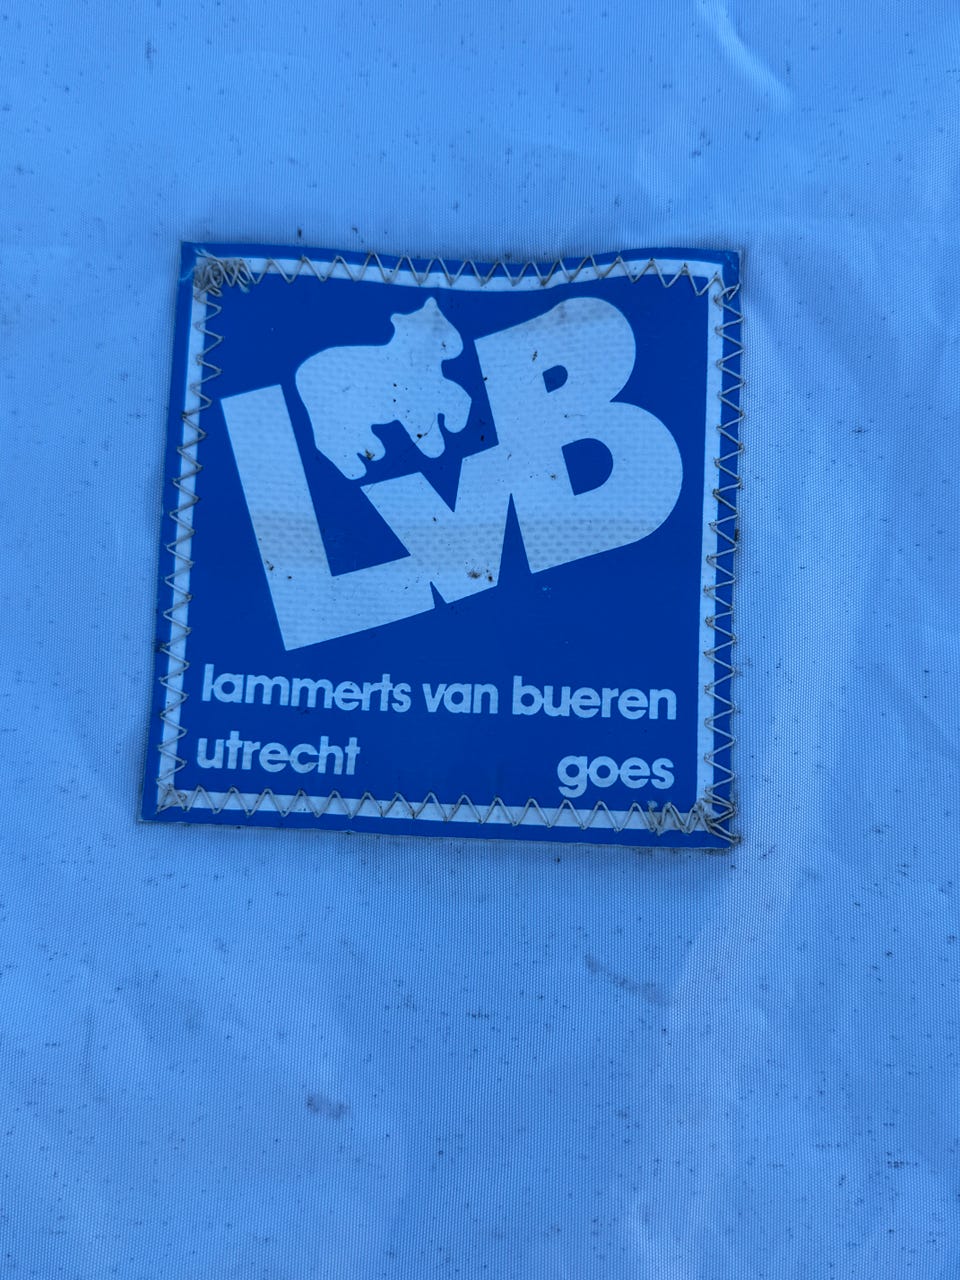 LvB
lammerts van bueren
utrecht goes